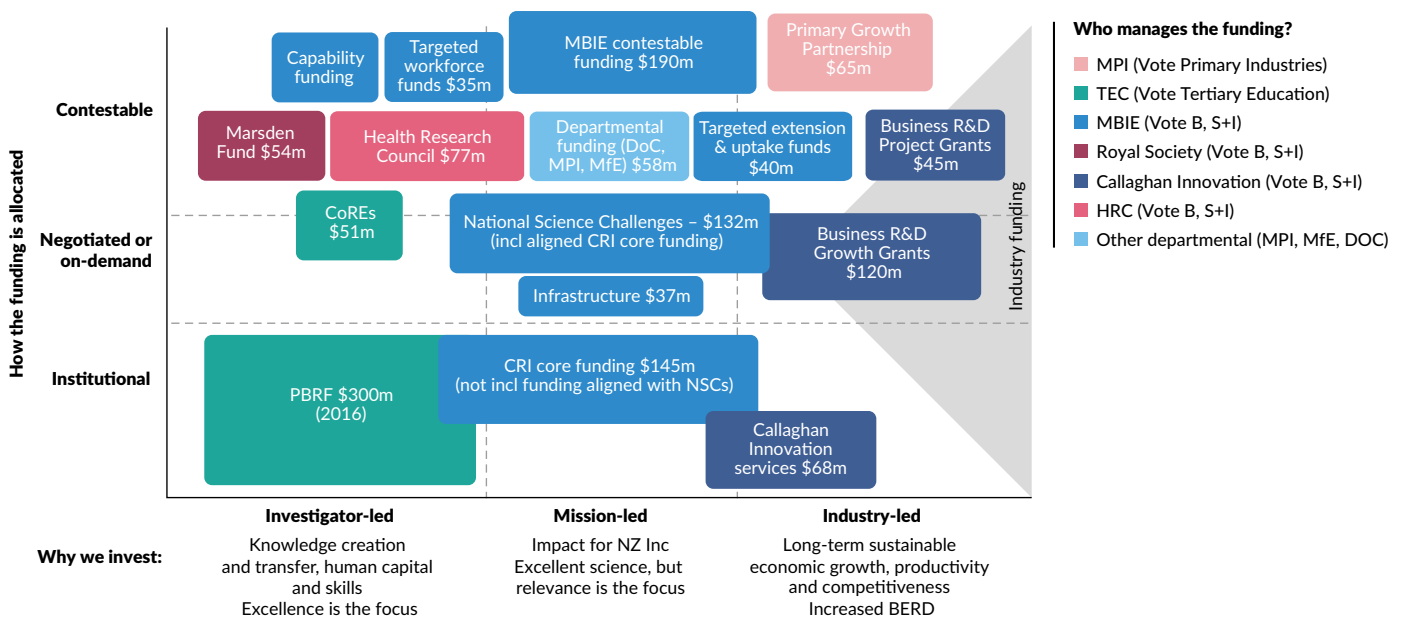 How the funding is allocated
Contestable
Negotiated or
on-demand
Institutional
Capability
funding
Targeted
workforce
funds $35m
MBIE contestable
funding $190m
Primary Growth
Partnership
$65m
Marsden
Fund $54m
Health Research
Council $77m
Departmental
funding (DoC,
MPI, MfE) $58m
Targeted extension
& uptake funds
$40m
Business R&D
Project Grants
$45m
CoREs
$51m
National Science Challenges – $132m
(incl aligned CRI core funding)
Business R&D
Growth Grants
$120m
Infrastructure $37m
Industry funding
PBRF $300m
(2016)
CRI core funding $145m
(not incl funding aligned with NSCs)
Callaghan
Innovation
services $68m
Investigator-led
Mission-led
Industry-led
Why we invest:
Knowledge creation
and transfer, human capital
and skills
Excellence is the focus
Impact for NZ Inc
Excellent science, but
relevance is the focus
Long-term sustainable
economic growth, productivity
and competitiveness
Increased BERD
Who manages the funding?
MPI (Vote Primary Industries)
TEC (Vote Tertiary Education)
MBIE (Vote B, S+I)
Royal Society (Vote B, S+I)
Callaghan Innovation (Vote B, S+I)
HRC (Vote B, S+I)
Other departmental (MPI, MfE, DOC)